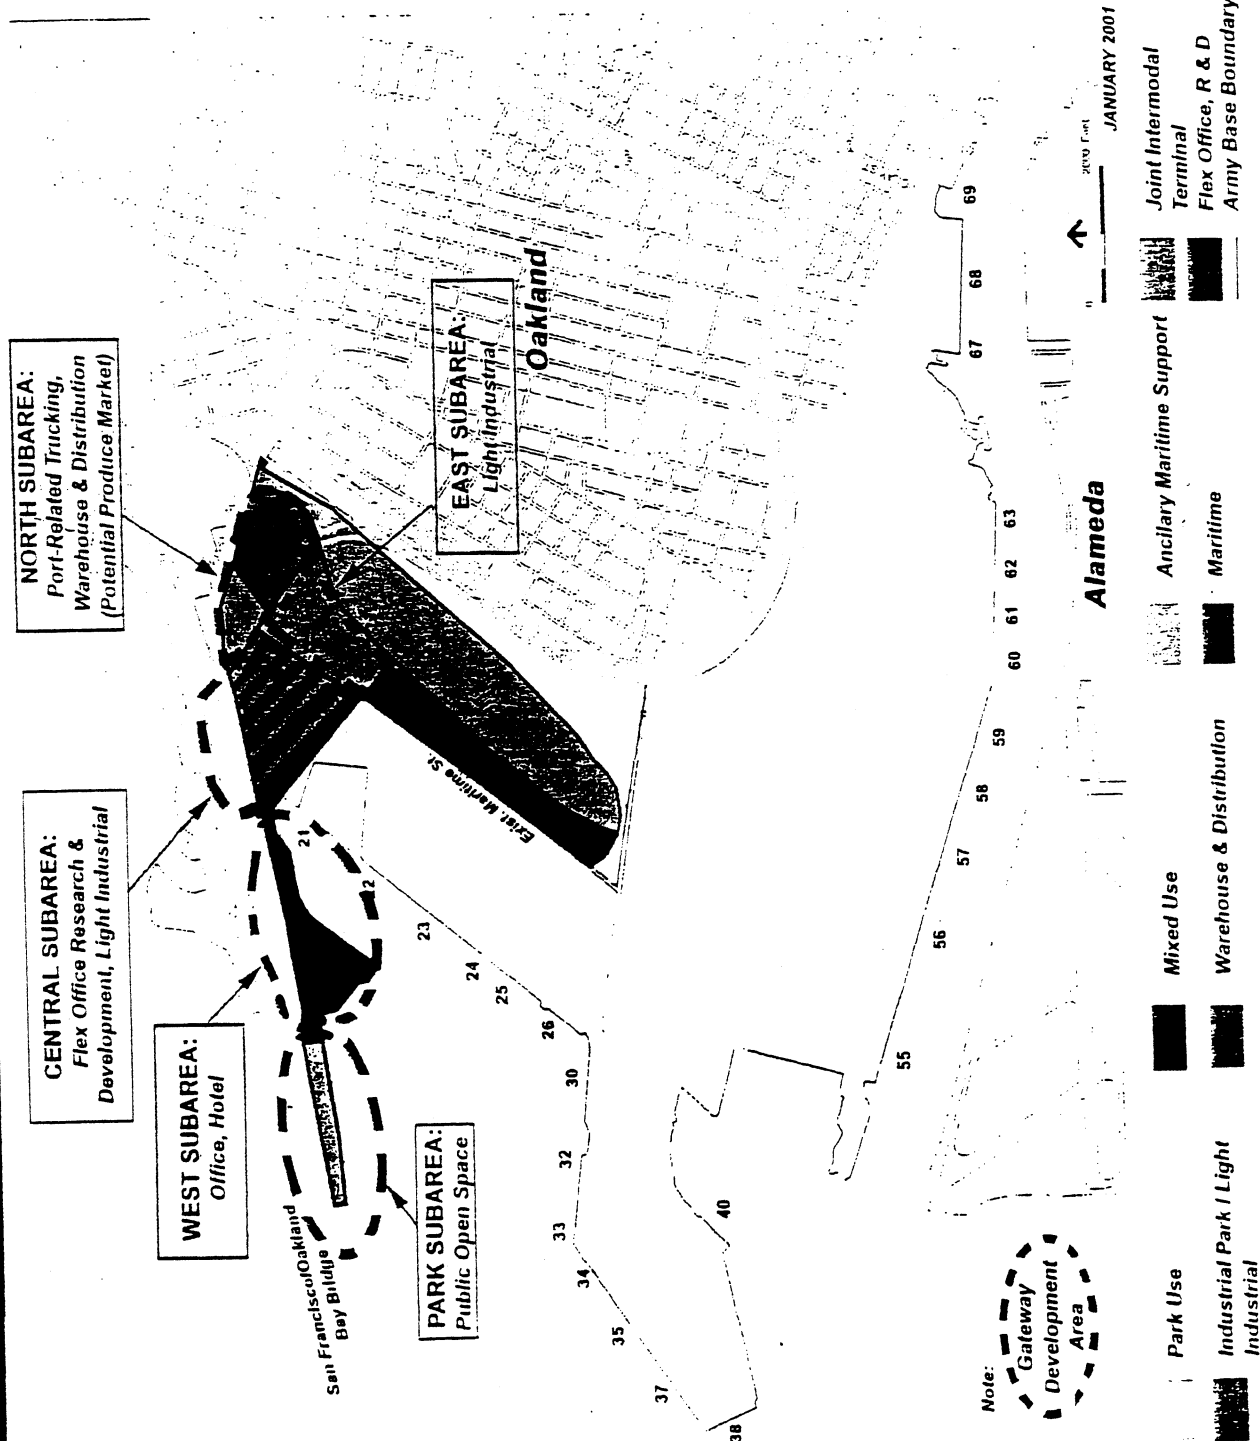 NORTH SUBAREA:
Port-Related Trucking,
Warehouse & Distribution
(Potential Produce Market)
CENTRAL SUBAREA:
Flex Office Research &
Development, Light Industrial
WEST SUBAREA:
Office, Hotel
PARK SUBAREA:
Public Open Space
EAST SUBAREA:
Light Industrial
San Francisco/Oakland
Bay Bridge
Oakland
Exist. Maritime St.
21
22
23
24
25
26
30
32
33
34
35
37
38
40
55
56
57
58
59
60
61
62
63
67
68
69
Alameda
JANUARY 2001
Note:
Gateway
Development
Area
Park Use
Industrial Park / Light
Industrial
Mixed Use
Warehouse & Distribution
Ancilary Maritime Support
Maritime
Joint Intermodal
Terminal
Flex Office, R & D
Army Base Boundary